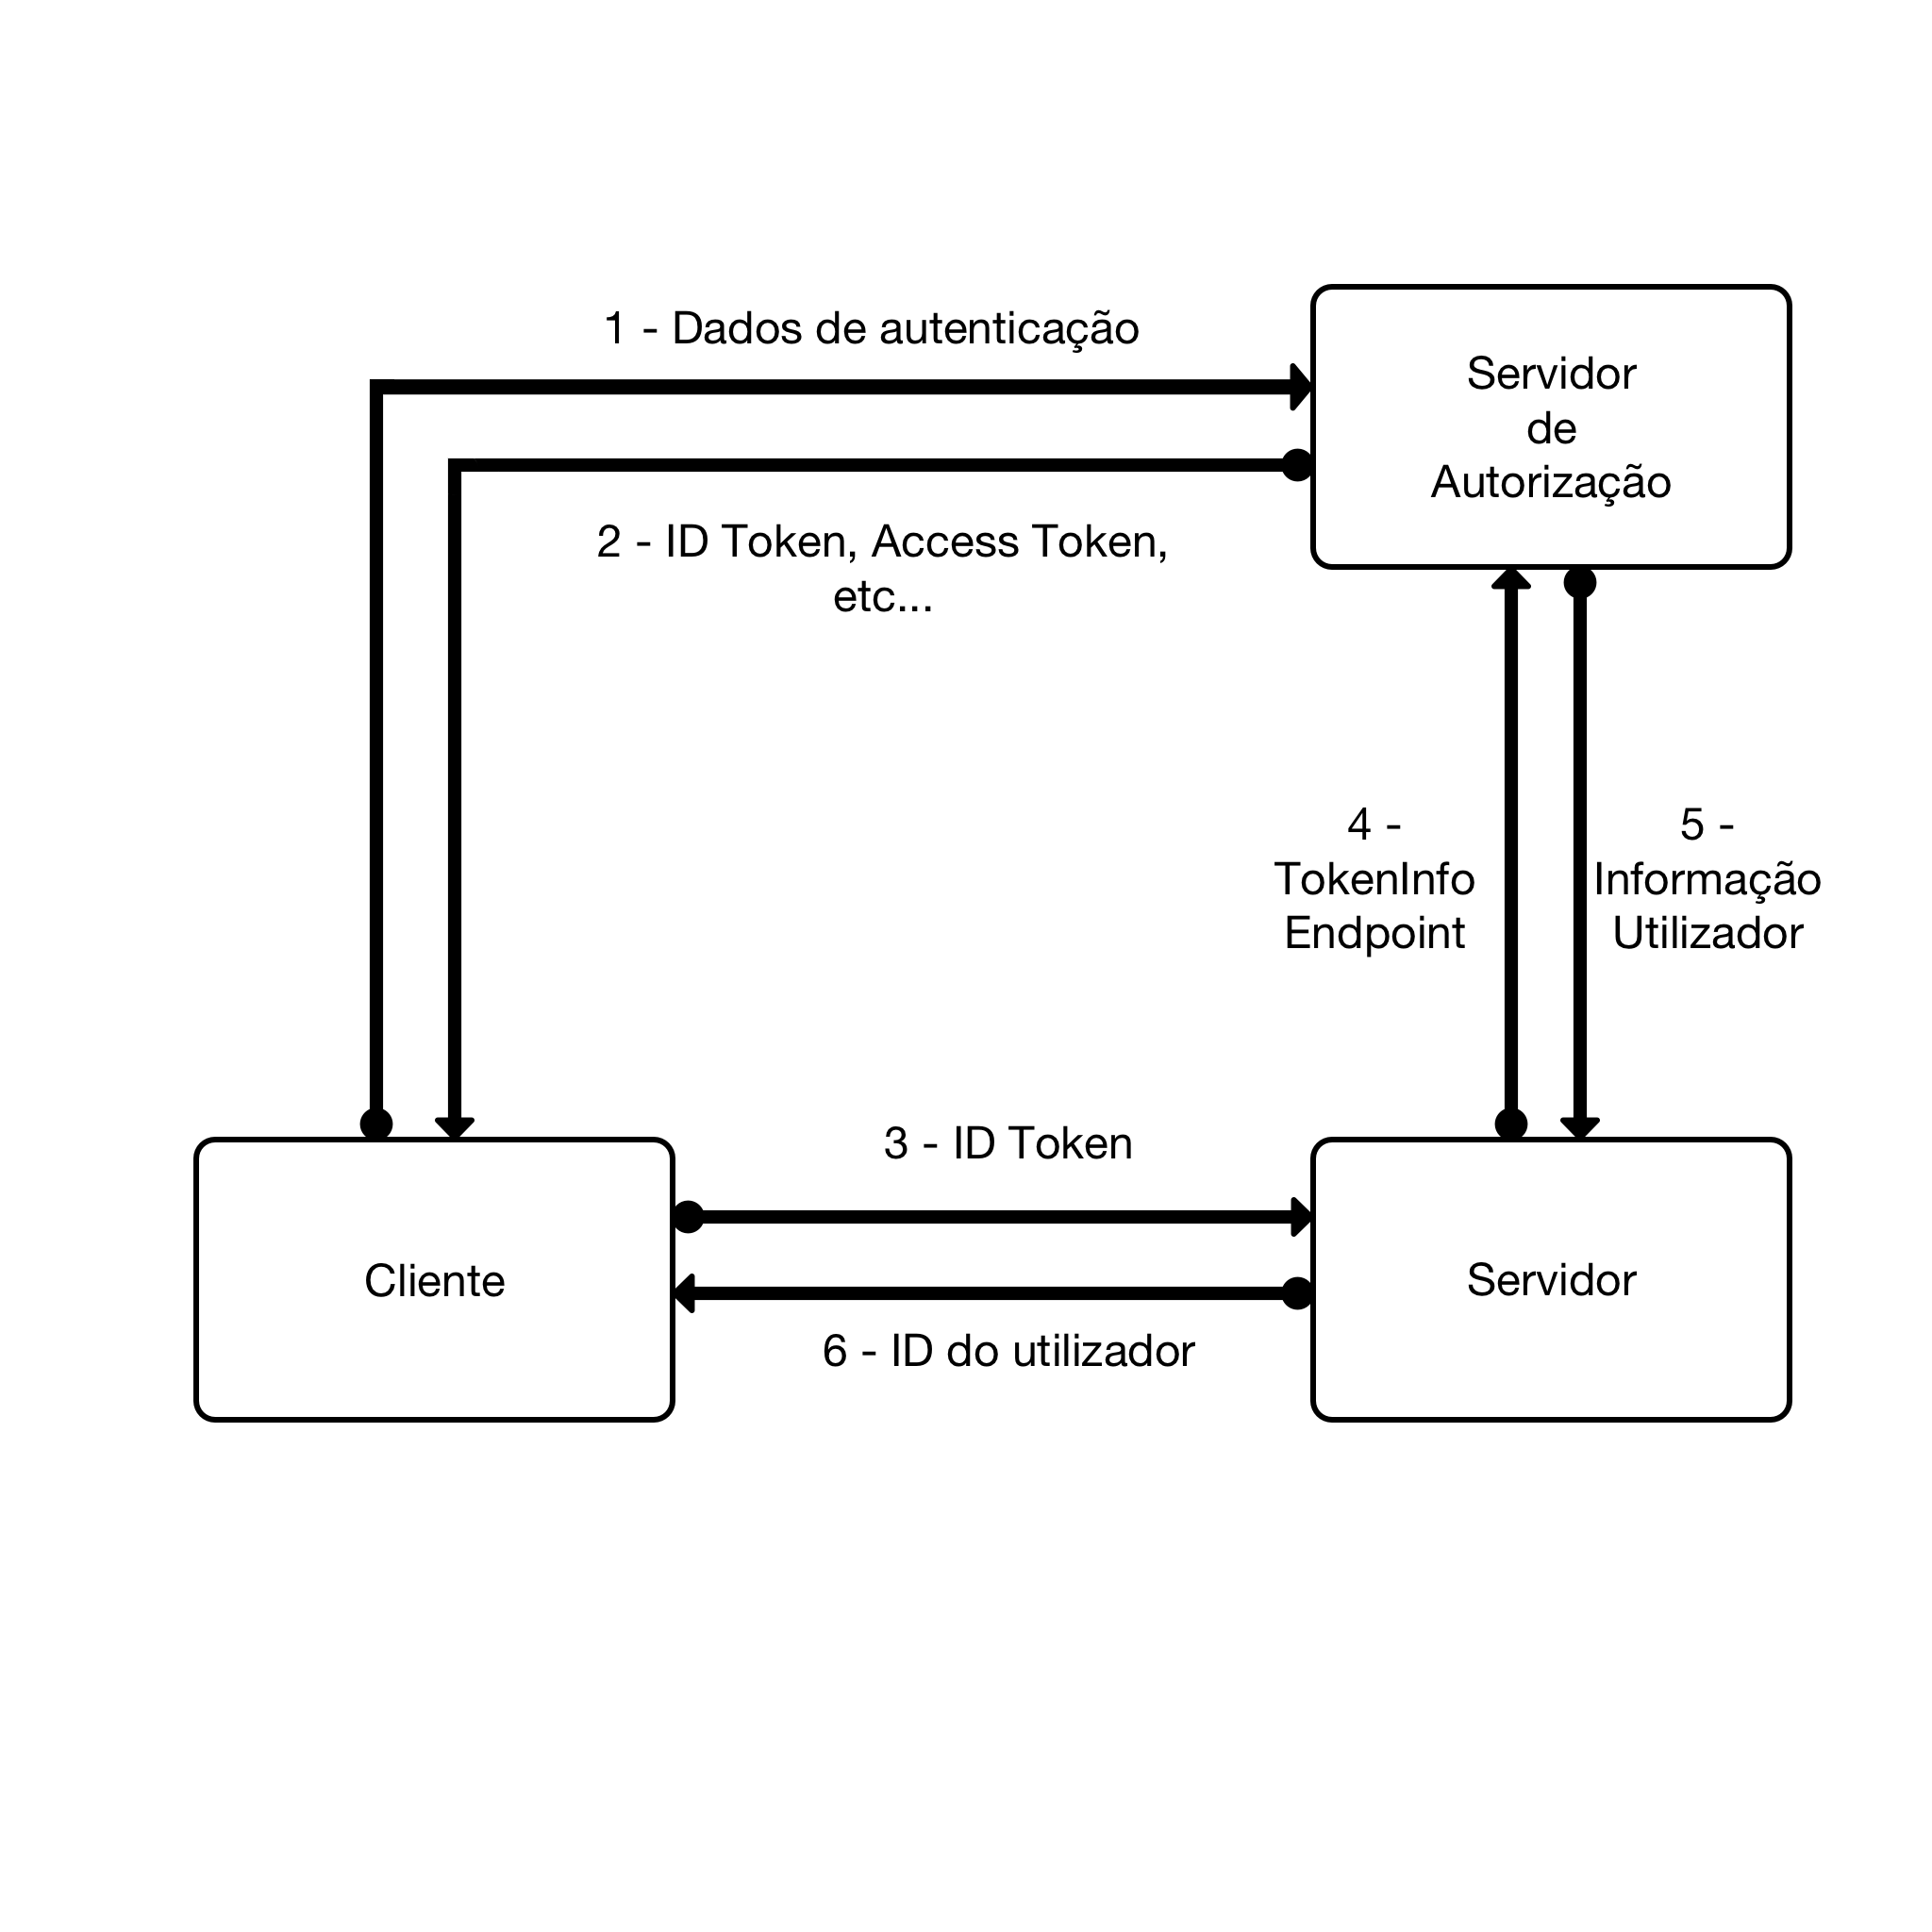 1 - Dados de autenticação
Servidor
de
Autorização
2 - ID Token, Access Token,
etc...
4 -
TokenInfo
Endpoint
5 -
Informação
Utilizador
3 - ID Token
Cliente
Servidor
6 - ID do utilizador